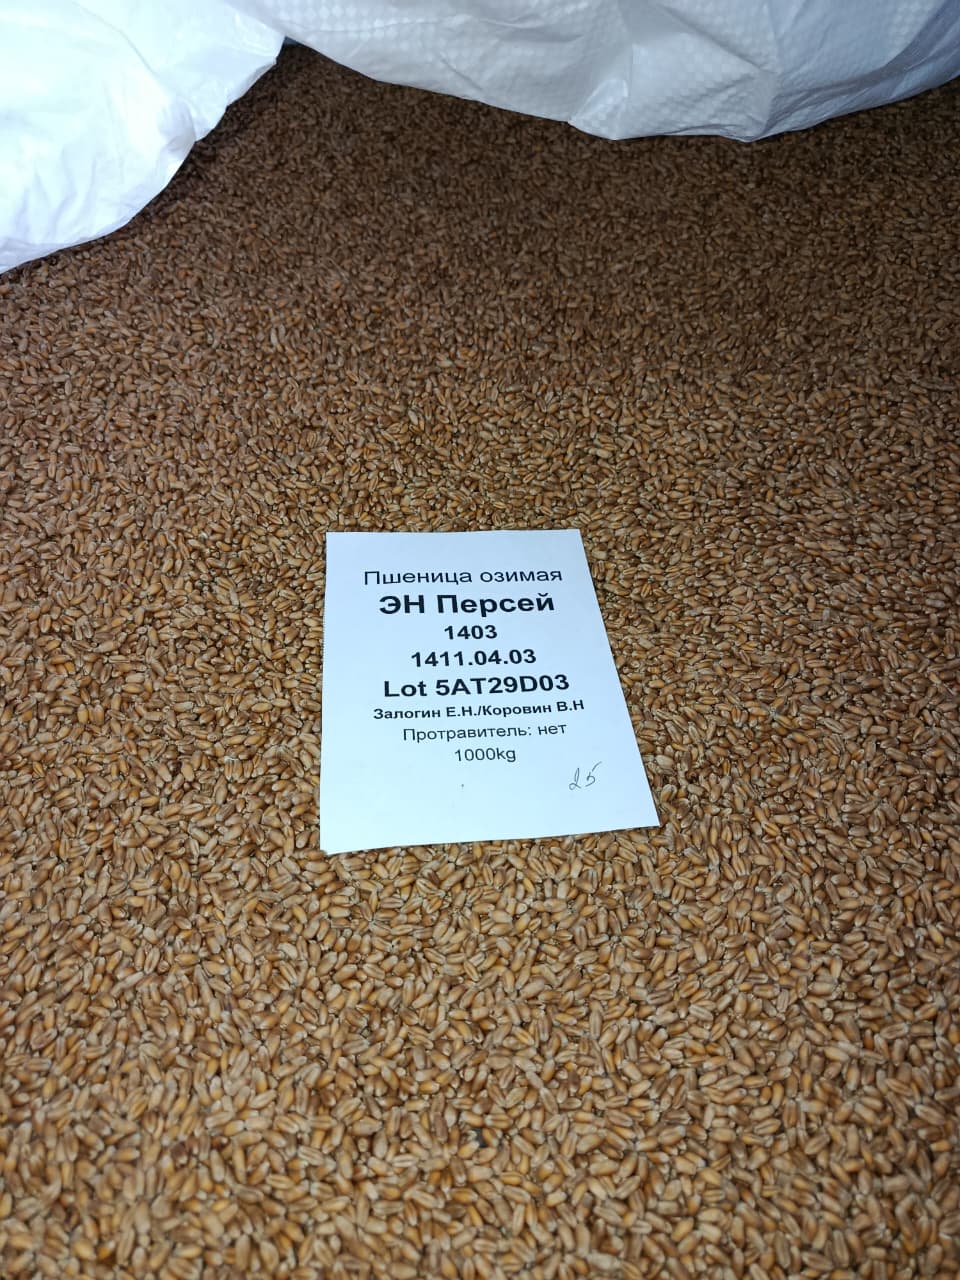 Пшеница озимая
ЭН Персей
1403
1411.04.03
Lot 5AT29D03
Залогин Е.Н./Коровин В.Н
Протравитель: нет
1000kg
25